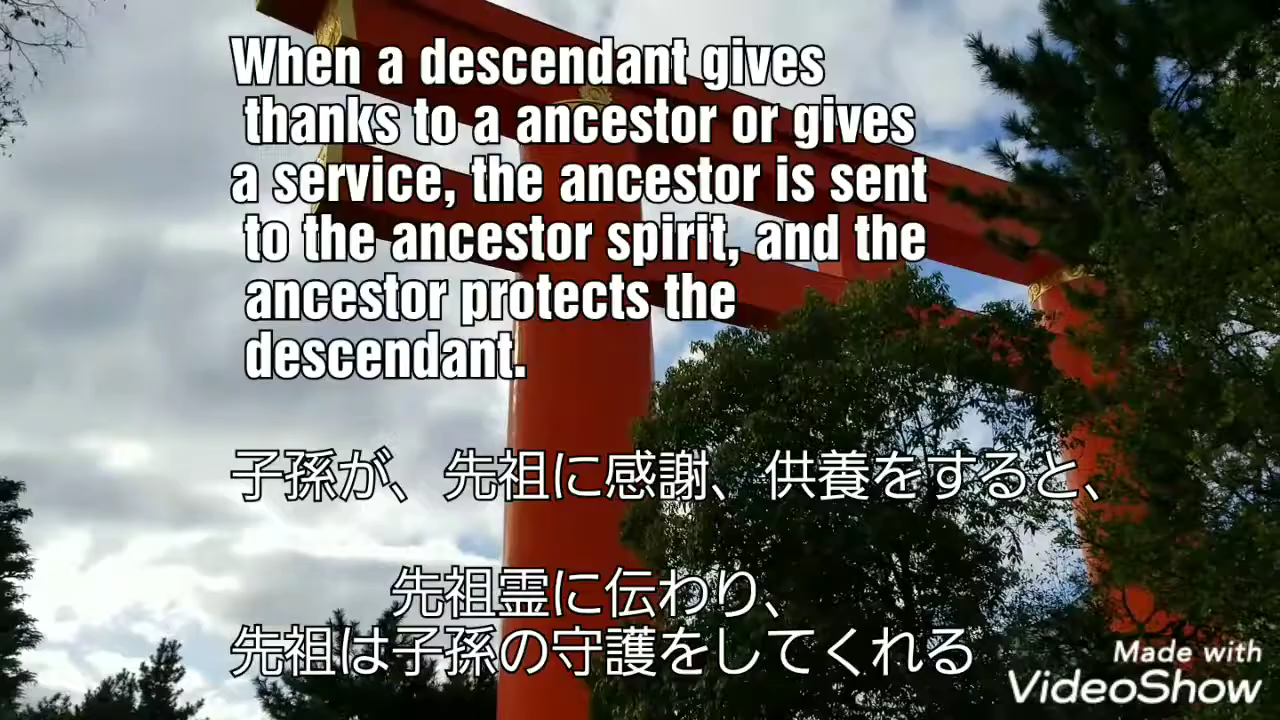 When a descendant gives
thanks to a ancestor or gives
a service, the ancestor is sent
to the ancestor spirit, and the
ancestor protects the
descendant.
子孫が、先祖に感謝、供養をすると、
先祖霊に伝わり、
先祖は子孫の守護をしてくれる
Made with
VideoShow